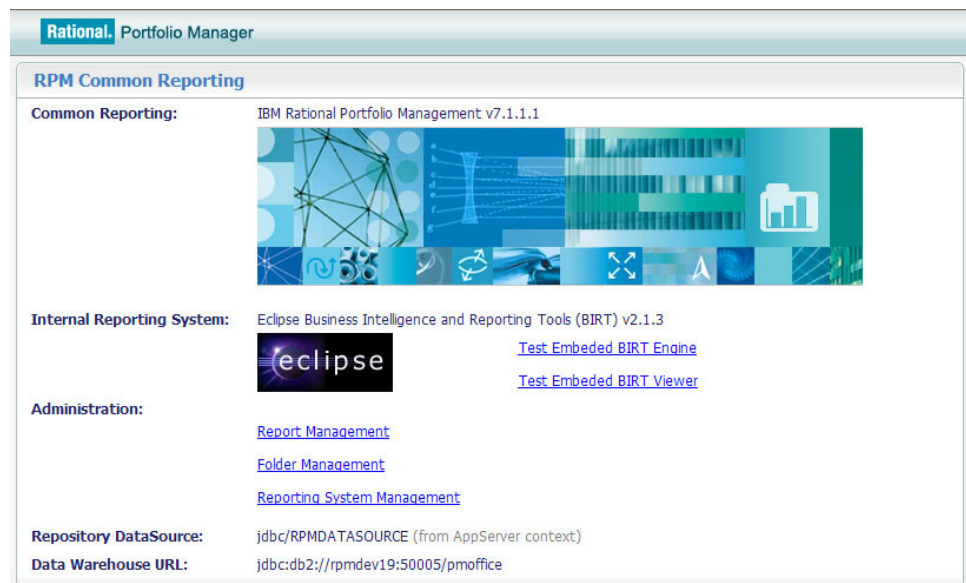 Rational. Portfolio Manager
RPM Common Reporting
Common Reporting: IBM Rational Portfolio Management v7.1.1.1
a
b
c
d
e
f
g
Internal Reporting System: Eclipse Business Intelligence and Reporting Tools (BIRT) v2.1.3
eclipse
Test Embeded BIRT Engine
Test Embeded BIRT Viewer
Administration:
Report Management
Folder Management
Reporting System Management
Repository DataSource: jdbc/RPMDATASOURCE (from AppServer context)
Data Warehouse URL: jdbc:db2://rpmdev19:50005/pmoffice